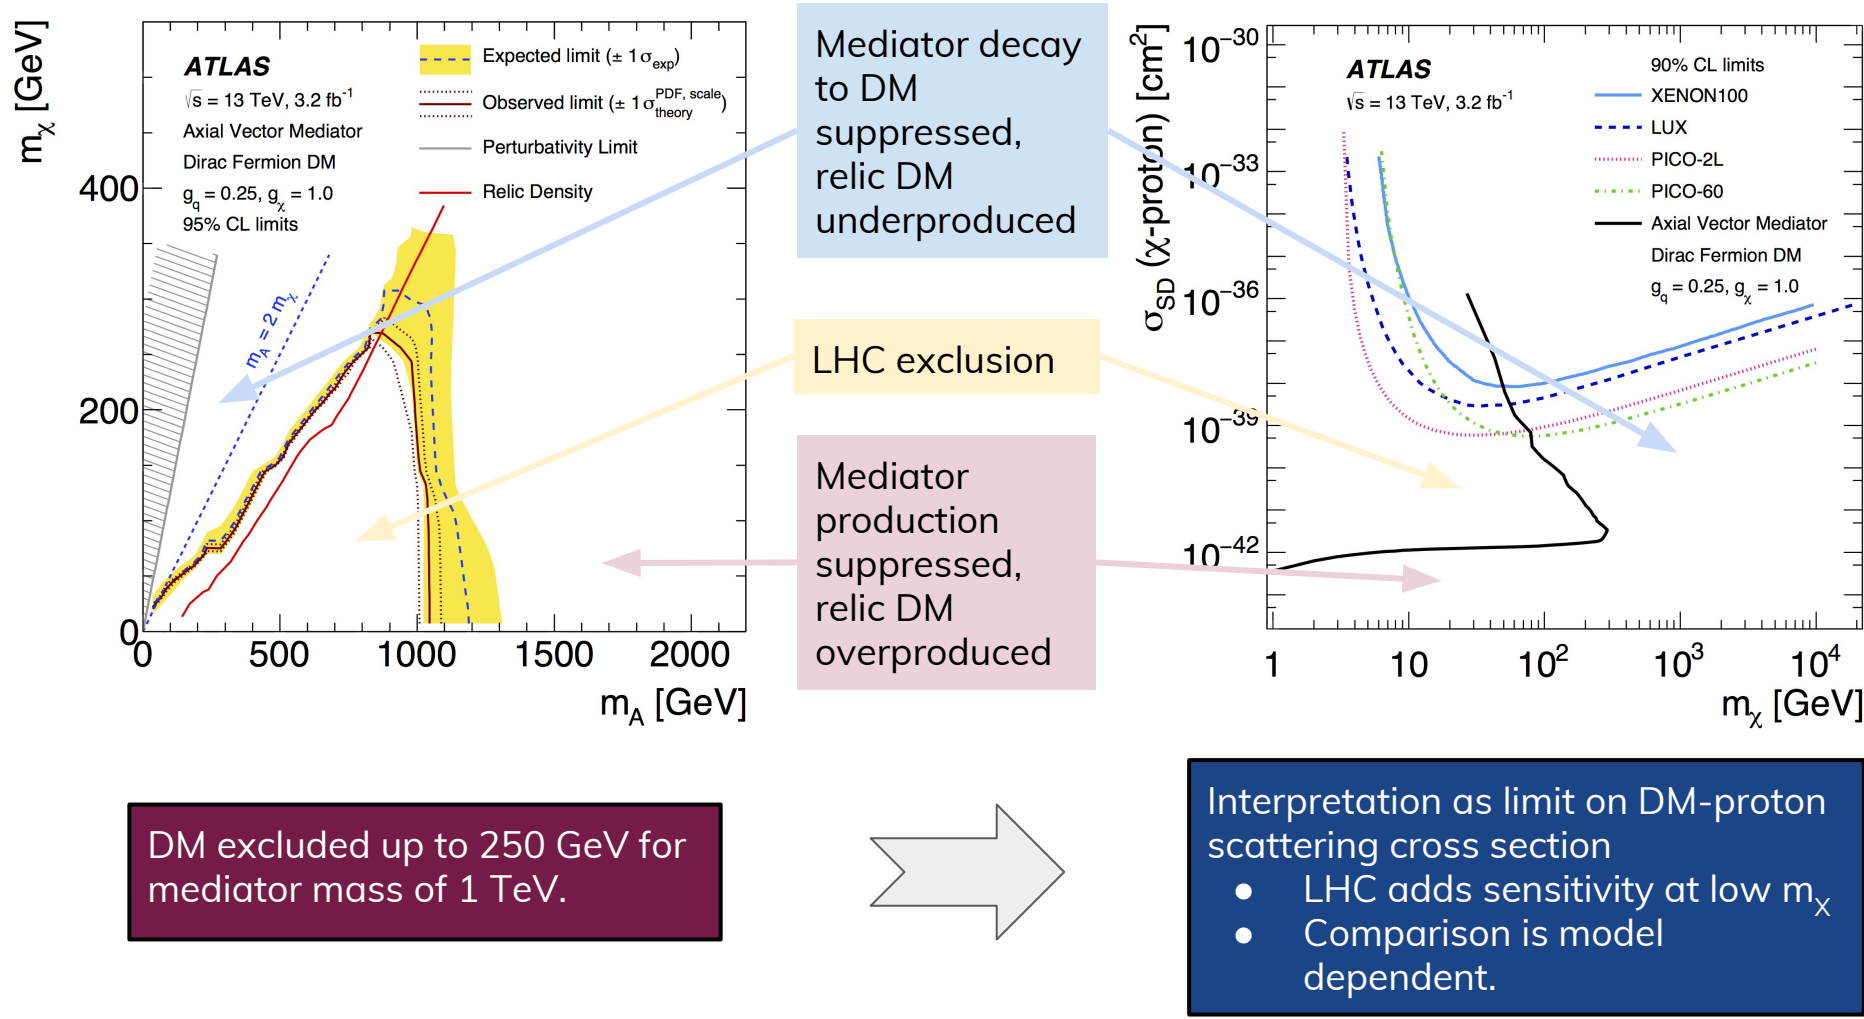 m_χ [GeV]
400
200
0
0
500
1000
1500
2000
m_A [GeV]
ATLAS
√s = 13 TeV, 3.2 fb⁻¹
Axial Vector Mediator
Dirac Fermion DM
g_q = 0.25, g_χ = 1.0
95% CL limits
Expected limit (± 1σ_exp)
Observed limit (± 1σ_theory^PDF, scale)
Perturbativity Limit
Relic Density
m_A = 2 m_χ
Mediator decay
to DM
suppressed,
relic DM
underproduced
LHC exclusion
Mediator
production
suppressed,
relic DM
overproduced
σ_SD (χ-proton) [cm²]
10⁻³⁰
10⁻³³
10⁻³⁶
10⁻³⁹
10⁻⁴²
1
10
10²
10³
10⁴
m_χ [GeV]
ATLAS
√s = 13 TeV, 3.2 fb⁻¹
90% CL limits
XENON100
LUX
PICO-2L
PICO-60
Axial Vector Mediator
Dirac Fermion DM
g_q = 0.25, g_χ = 1.0
DM excluded up to 250 GeV for
mediator mass of 1 TeV.
Interpretation as limit on DM-proton
scattering cross section
● LHC adds sensitivity at low m_X
● Comparison is model
dependent.